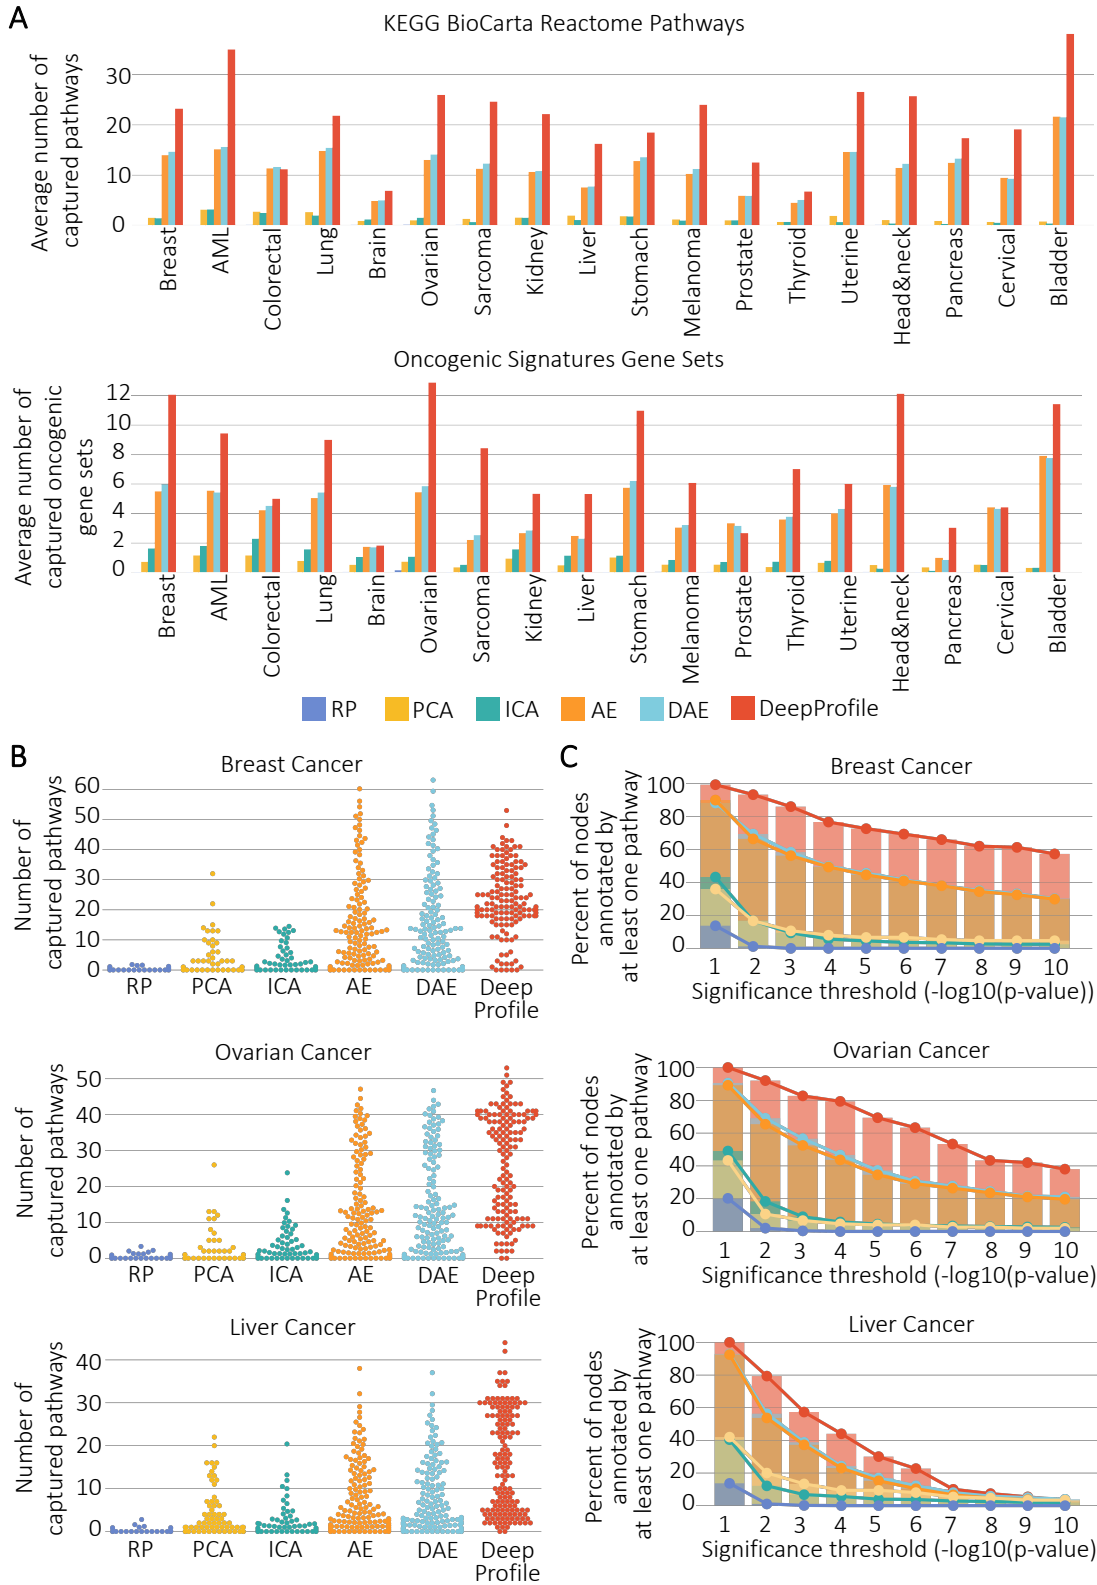 A
KEGG BioCarta Reactome Pathways
Average number of
captured pathways
30
20
10
0
Breast
AML
Colorectal
Lung
Brain
Ovarian
Sarcoma
Kidney
Liver
Stomach
Melanoma
Prostate
Thyroid
Uterine
Head&neck
Pancreas
Cervical
Bladder
Oncogenic Signatures Gene Sets
Average number of
captured oncogenic
gene sets
12
10
8
6
4
2
0
Breast
AML
Colorectal
Lung
Brain
Ovarian
Sarcoma
Kidney
Liver
Stomach
Melanoma
Prostate
Thyroid
Uterine
Head&neck
Pancreas
Cervical
Bladder
RP PCA ICA AE DAE DeepProfile
B
Breast Cancer
Number of
captured pathways
60
50
40
30
20
10
0
RP PCA ICA AE DAE Deep
Profile
Ovarian Cancer
Number of
captured pathways
50
40
30
20
10
0
RP PCA ICA AE DAE Deep
Profile
Liver Cancer
Number of
captured pathways
40
30
20
10
0
RP PCA ICA AE DAE Deep
Profile
C
Breast Cancer
Percent of nodes
annotated by
at least one pathway
100
80
60
40
20
0
1 2 3 4 5 6 7 8 9 10
Significance threshold (-log10(p-value))
Ovarian Cancer
Percent of nodes
annotated by
at least one pathway
100
80
60
40
20
0
1 2 3 4 5 6 7 8 9 10
Significance threshold (-log10(p-value)
Liver Cancer
Percent of nodes
annotated by
at least one pathway
100
80
60
40
20
0
1 2 3 4 5 6 7 8 9 10
Significance threshold (-log10(p-value)